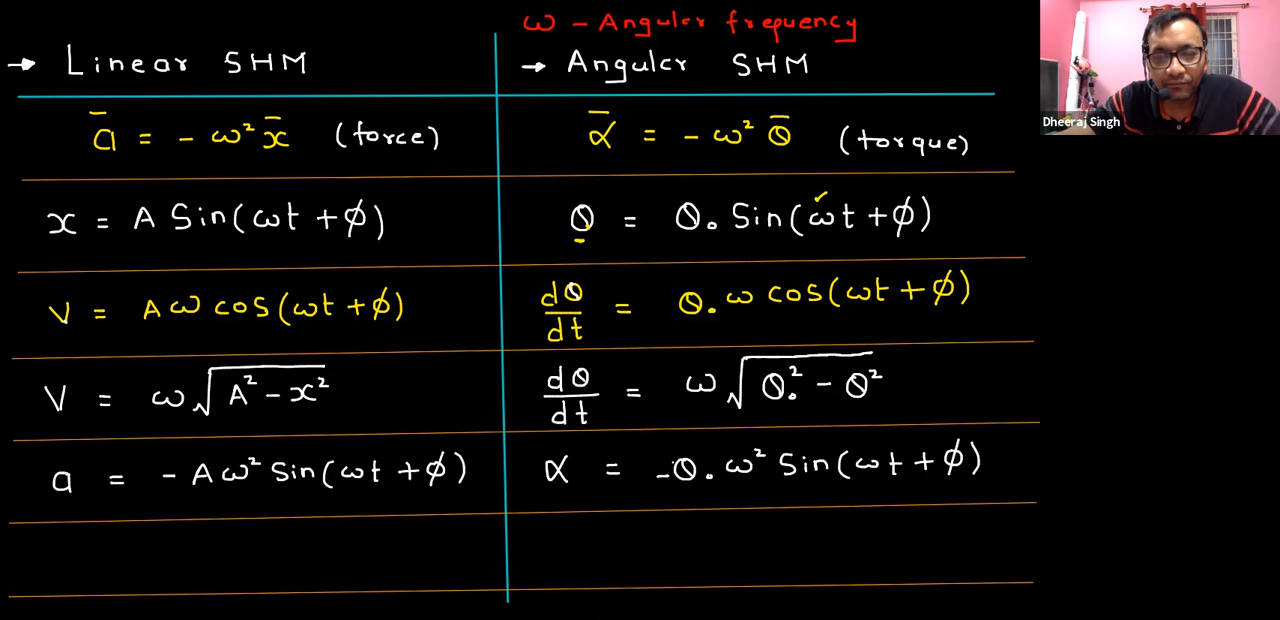 ω - Angular frequency
→ Linear SHM
→ Angular SHM
a̅ = - ω² x̅ (force)
α̅ = - ω² θ̅ (torque)
x = A Sin(ωt + ϕ)
θ = θ₀ Sin(ωt + ϕ)
v = Aω cos(ωt + ϕ)
dθ/dt = θ₀ ω cos(ωt + ϕ)
V = ω√(A² - x²)
dθ/dt = ω√(θ₀² - θ²)
a = - Aω² Sin(ωt + ϕ)
α = -θ₀ ω² Sin(ωt + ϕ)
Dheeraj Singh